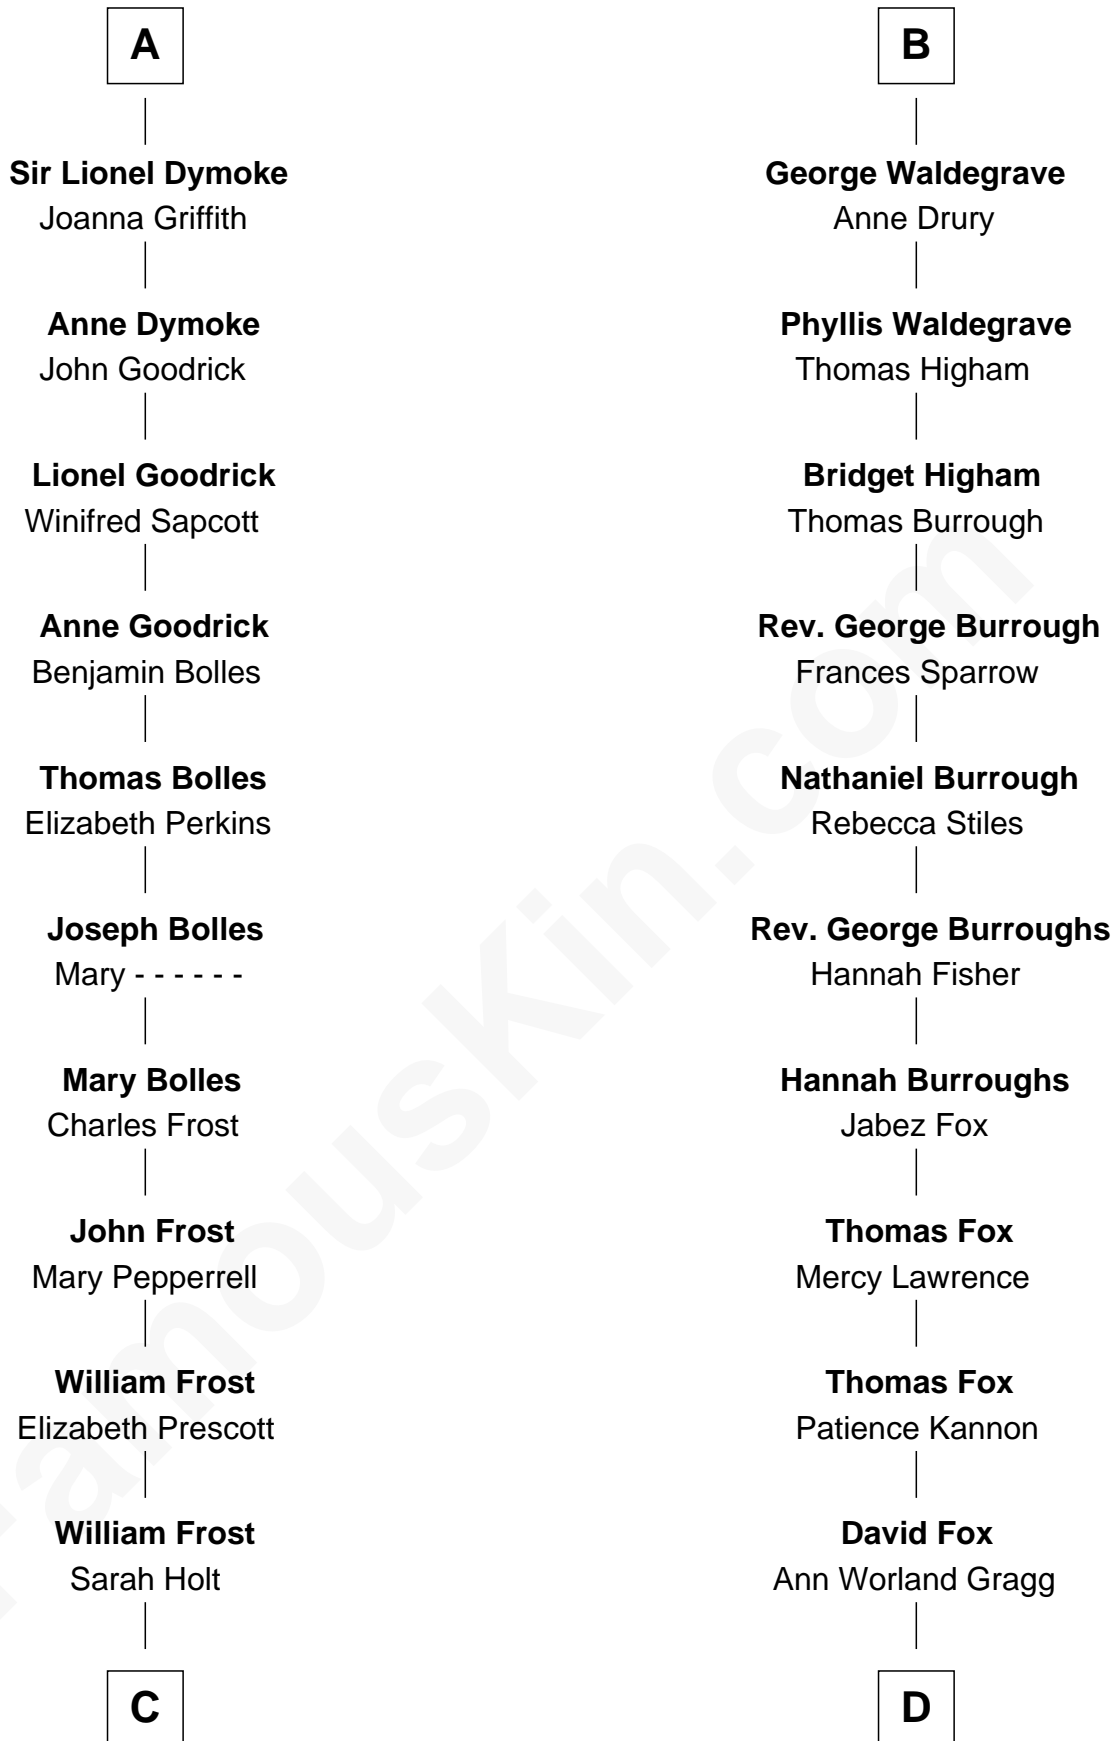 A
Sir Lionel Dymoke
Joanna Griffith
Anne Dymoke
John Goodrick
Lionel Goodrick
Winifred Sapcott
Anne Goodrick
Benjamin Bolles
Thomas Bolles
Elizabeth Perkins
Joseph Bolles
Mary - - - - - -
Mary Bolles
Charles Frost
John Frost
Mary Pepperrell
William Frost
Elizabeth Prescott
William Frost
Sarah Holt
C
B
George Waldegrave
Anne Drury
Phyllis Waldegrave
Thomas Higham
Bridget Higham
Thomas Burrough
Rev. George Burrough
Frances Sparrow
Nathaniel Burrough
Rebecca Stiles
Rev. George Burroughs
Hannah Fisher
Hannah Burroughs
Jabez Fox
Thomas Fox
Mercy Lawrence
Thomas Fox
Patience Kannon
David Fox
Ann Worland Gragg
D
FamousKin.com